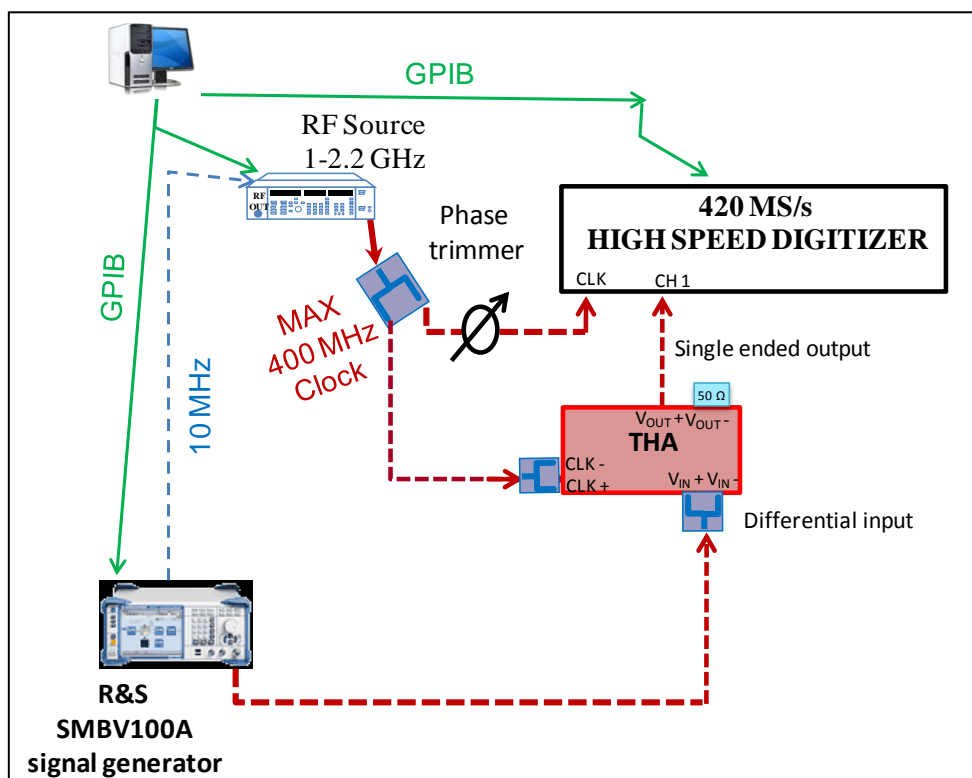 GPIB
RF Source
1-2.2 GHz
RF
OUT
Phase
trimmer
420 MS/s
HIGH SPEED DIGITIZER
CLK
CH 1
GPIB
MAX
400 MHz
Clock
10 MHz
Single ended output
50 Ω
VOUT + VOUT -
THA
CLK -
CLK +
VIN + VIN -
Differential input
R&S
SMBV100A
signal generator